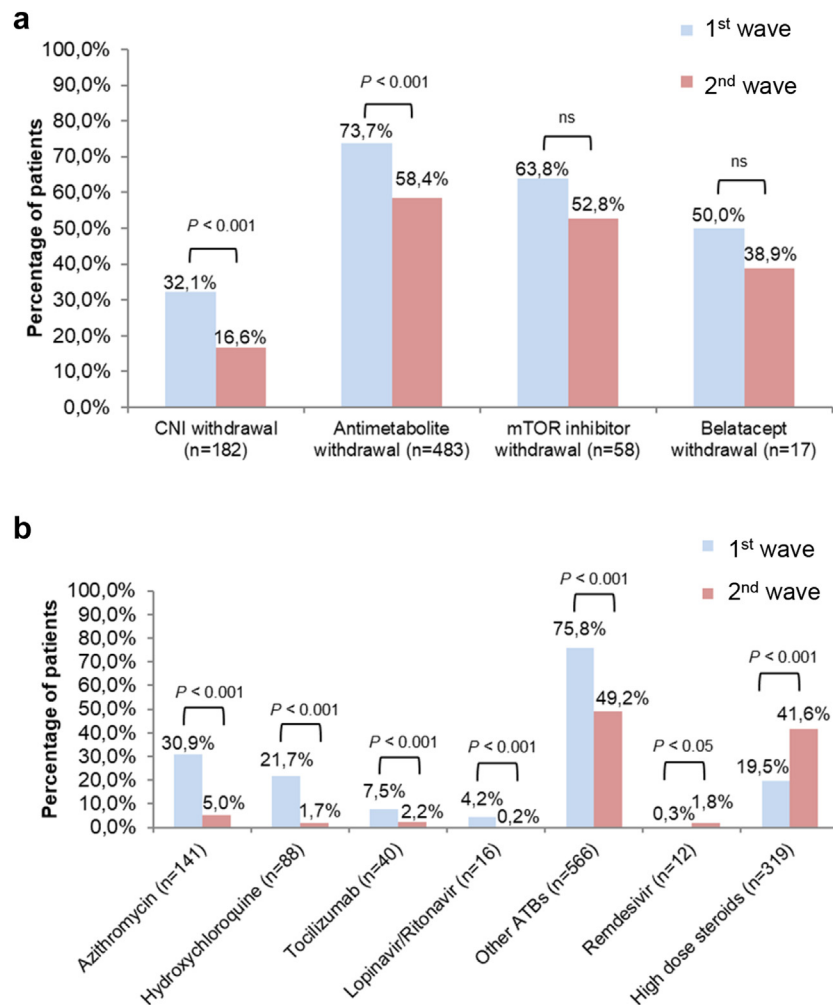 a
1st wave
2nd wave
Percentage of patients
100,0%
90,0%
80,0%
70,0%
60,0%
50,0%
40,0%
30,0%
20,0%
10,0%
0,0%
P < 0.001
32,1%
16,6%
P < 0.001
73,7%
58,4%
ns
63,8%
52,8%
ns
50,0%
38,9%
CNI withdrawal
(n=182)
Antimetabolite
withdrawal (n=483)
mTOR inhibitor
withdrawal (n=58)
Belatacept
withdrawal (n=17)
b
1st wave
2nd wave
Percentage of patients
100,0%
90,0%
80,0%
70,0%
60,0%
50,0%
40,0%
30,0%
20,0%
10,0%
0,0%
P < 0.001
30,9%
5,0%
P < 0.001
21,7%
1,7%
P < 0.001
7,5%
2,2%
P < 0.001
4,2%
0,2%
P < 0.001
75,8%
49,2%
P < 0.05
0,3%
1,8%
P < 0.001
19,5%
41,6%
Azithromycin (n=141)
Hydroxychloroquine (n=88)
Tocilizumab (n=40)
Lopinavir/Ritonavir (n=16)
Other ATBs (n=566)
Remdesivir (n=12)
High dose steroids (n=319)